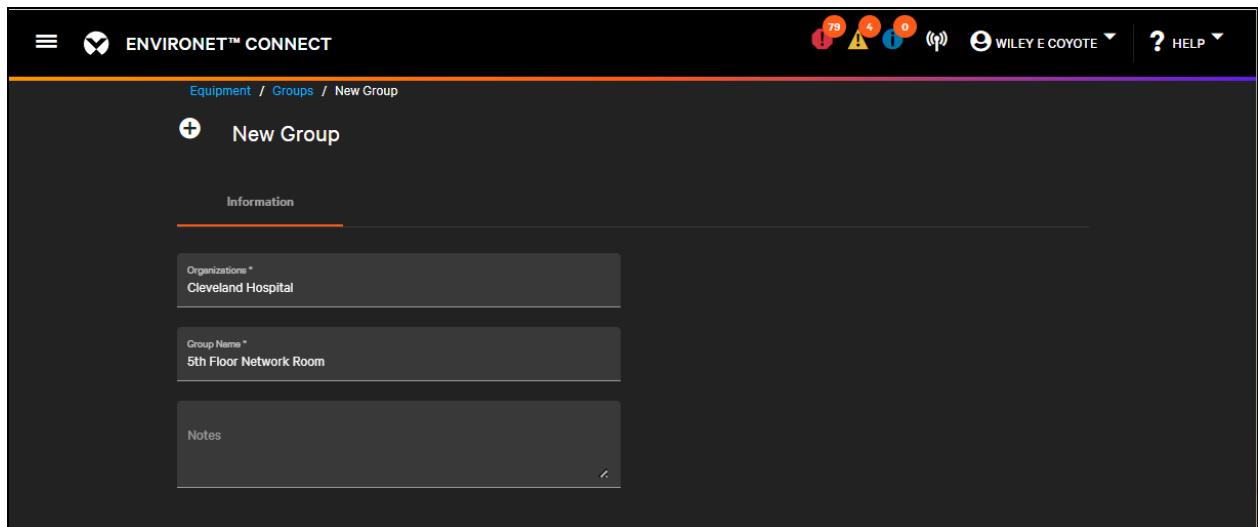 ENVIRONET™ CONNECT
79
4
0
WILEY E COYOTE
? HELP
Equipment / Groups / New Group
New Group
Information
Organizations *
Cleveland Hospital
Group Name *
5th Floor Network Room
Notes